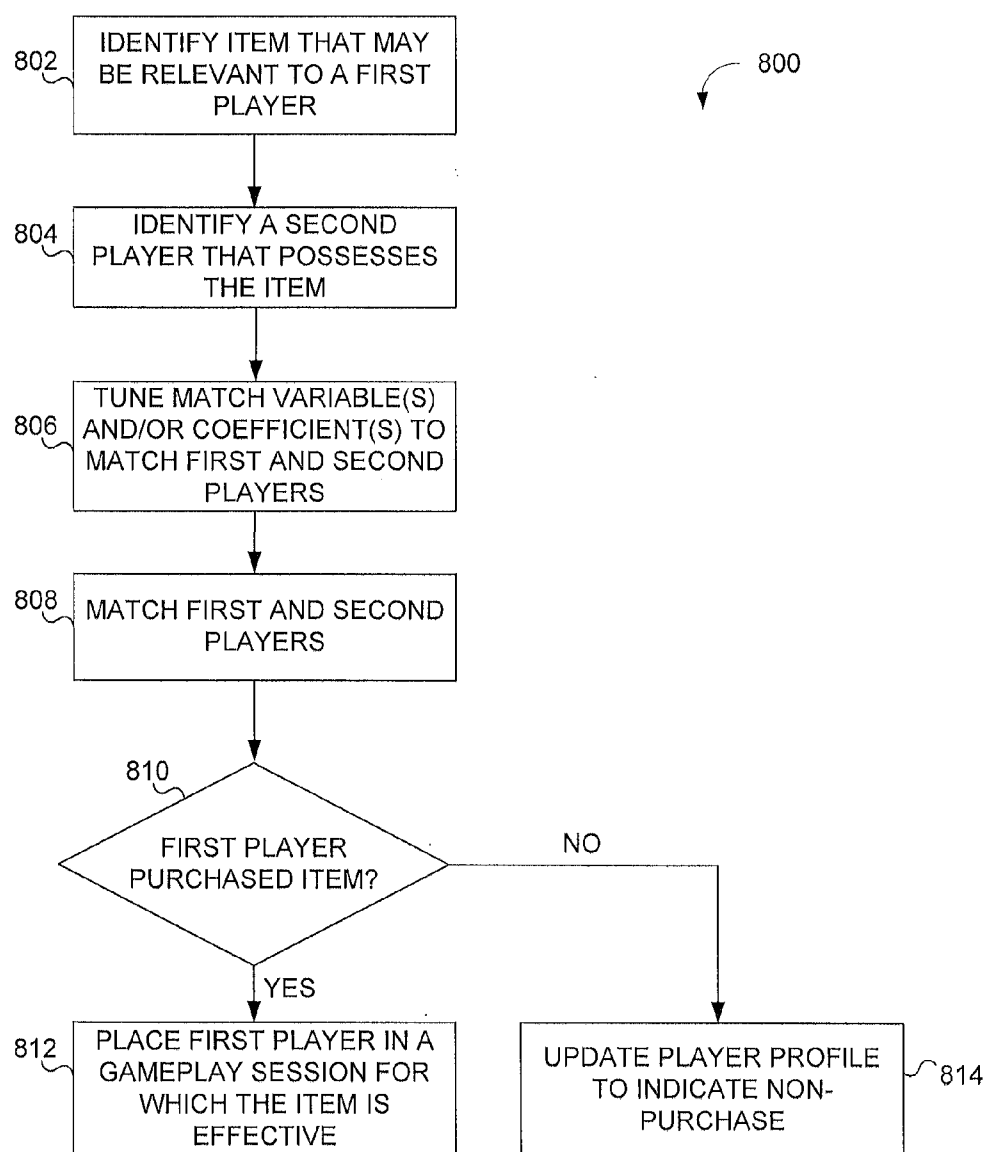 802
IDENTIFY ITEM THAT MAY
BE RELEVANT TO A FIRST
PLAYER
800
804
IDENTIFY A SECOND
PLAYER THAT POSSESSES
THE ITEM
806
TUNE MATCH VARIABLE(S)
AND/OR COEFFICIENT(S) TO
MATCH FIRST AND SECOND
PLAYERS
808
MATCH FIRST AND SECOND
PLAYERS
810
FIRST PLAYER
PURCHASED ITEM?
NO
YES
812
PLACE FIRST PLAYER IN A
GAMEPLAY SESSION FOR
WHICH THE ITEM IS
EFFECTIVE
UPDATE PLAYER PROFILE
TO INDICATE NON-
PURCHASE
814